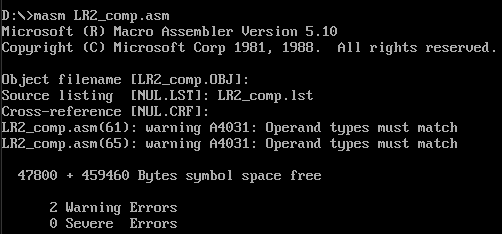 D:\>masm LR2_comp.asm
Microsoft (R) Macro Assembler Version 5.10
Copyright (C) Microsoft Corp 1981, 1988.  All rights reserved.
Object filename [LR2_comp.OBJ]:
Source listing  [NUL.LST]: LR2_comp.lst
Cross-reference [NUL.CRF]:
LR2_comp.asm(61): warning A4031: Operand types must match
LR2_comp.asm(65): warning A4031: Operand types must match
47800 + 459460 Bytes symbol space free
2 Warning Errors
0 Severe  Errors